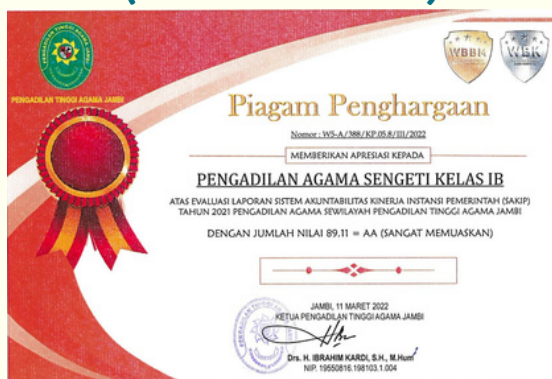 PENGADILAN TINGGI AGAMA JAMBI
WBBM
WBK
Piagam Penghargaan
Nomor : W5-A/388/KP.05.8/III/2022
MEMBERIKAN APRESIASI KEPADA
PENGADILAN AGAMA SENGETI KELAS IB
ATAS EVALUASI LAPORAN SISTEM AKUNTABILITAS KINERJA INSTANSI PEMERINTAH (SAKIP)
TAHUN 2021 PENGADILAN AGAMA SEWILAYAH PENGADILAN TINGGI AGAMA JAMBI
DENGAN JUMLAH NILAI 89.11 = AA (SANGAT MEMUASKAN)
JAMBI, 11 MARET 2022
KETUA PENGADILAN TINGGI AGAMA JAMBI
Drs. H. IBRAHIM KARDI, S.H., M.Hum
NIP. 19550816.198103.1.004